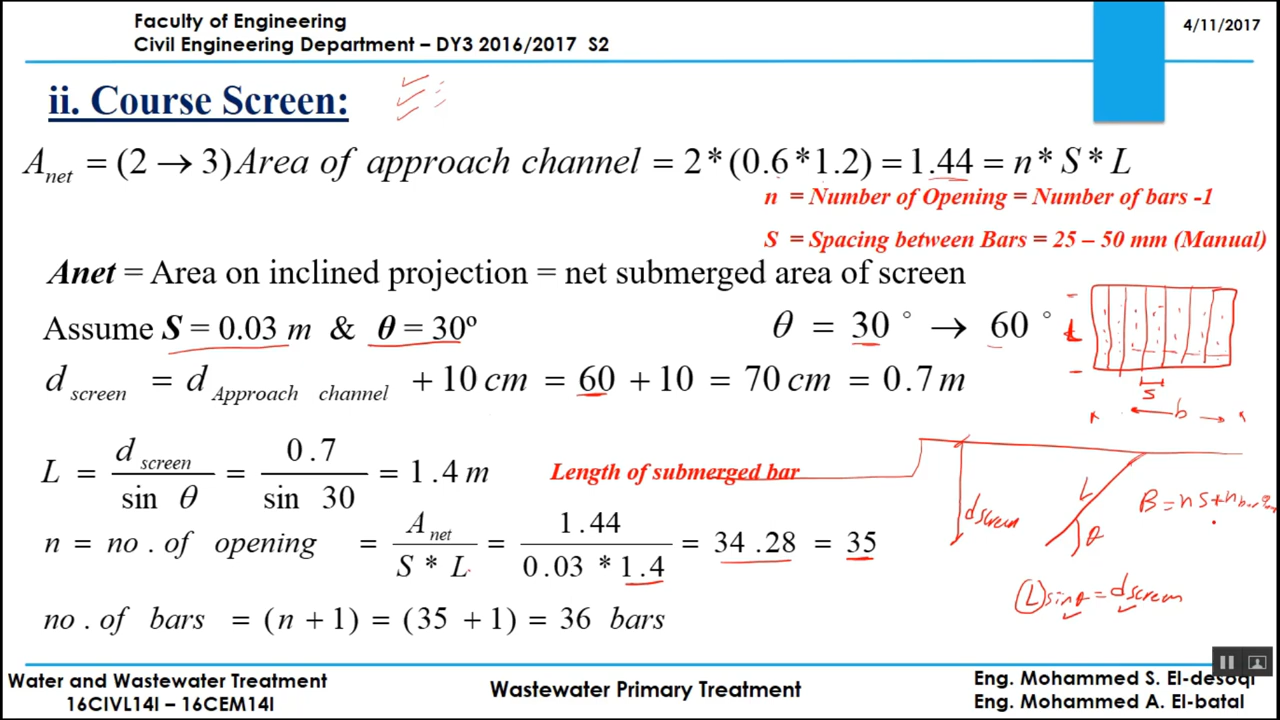 Faculty of Engineering
Civil Engineering Department – DY3 2016/2017 S2
4/11/2017
ii. Course Screen:
A_net = (2 → 3) Area of approach channel = 2 * (0.6 * 1.2) = 1.44 = n * S * L
n = Number of Opening = Number of bars -1
S = Spacing between Bars = 25 – 50 mm (Manual)
Anet = Area on inclined projection = net submerged area of screen
Assume S = 0.03 m & θ = 30º
θ = 30° → 60°
L
S
b
d_screen = d_Approach channel + 10 cm = 60 + 10 = 70 cm = 0.7 m
L = d_screen / sin θ = 0.7 / sin 30 = 1.4 m
Length of submerged bar
d screen
L
θ
B = n S + n bar
n = no. of opening = A_net / S * L = 1.44 / 0.03 * 1.4 = 34.28 = 35
L sin θ = d screen
no. of bars = (n + 1) = (35 + 1) = 36 bars
Water and Wastewater Treatment
16CIVL14I – 16CEM14I
Wastewater Primary Treatment
Eng. Mohammed S. El-desoqi
Eng. Mohammed A. El-batal